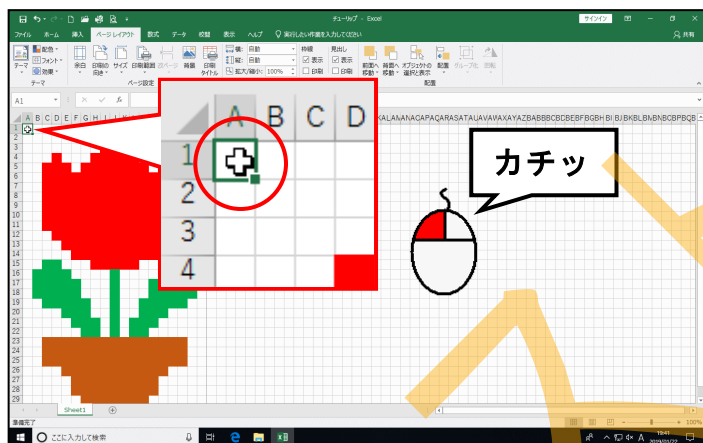 チューリップ - Excel
サインイン
ファイル ホーム 挿入 ページ レイアウト 数式 データ 校閲 表示 ヘルプ 実行したい作業を入力してください 共有
テーマ
配色
フォント
効果
テーマ
余白 印刷の向き サイズ 印刷範囲 改ページ 背景 印刷タイトル
ページ設定
横: 自動
縦: 自動
拡大/縮小: 100%
枠線 見出し
表示 表示
印刷 印刷
前面へ移動 背面へ移動 オブジェクトの選択と表示 配置 グループ化 回転
配置
A1
A B C D
1
2
3
4
カチッ
Sheet1
準備完了
100%
ここに入力して検索
A
19:41
2019/01/22